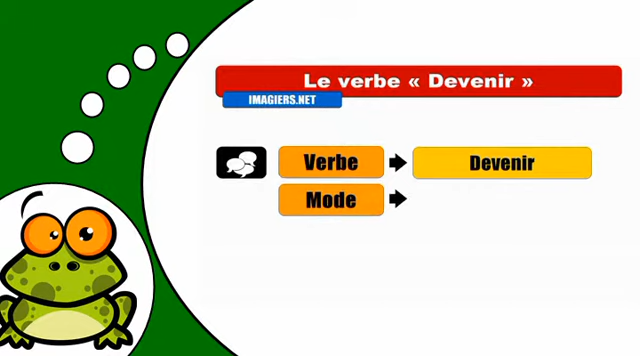 Le verbe « Devenir »
IMAGIERS.NET
Verbe
Devenir
Mode